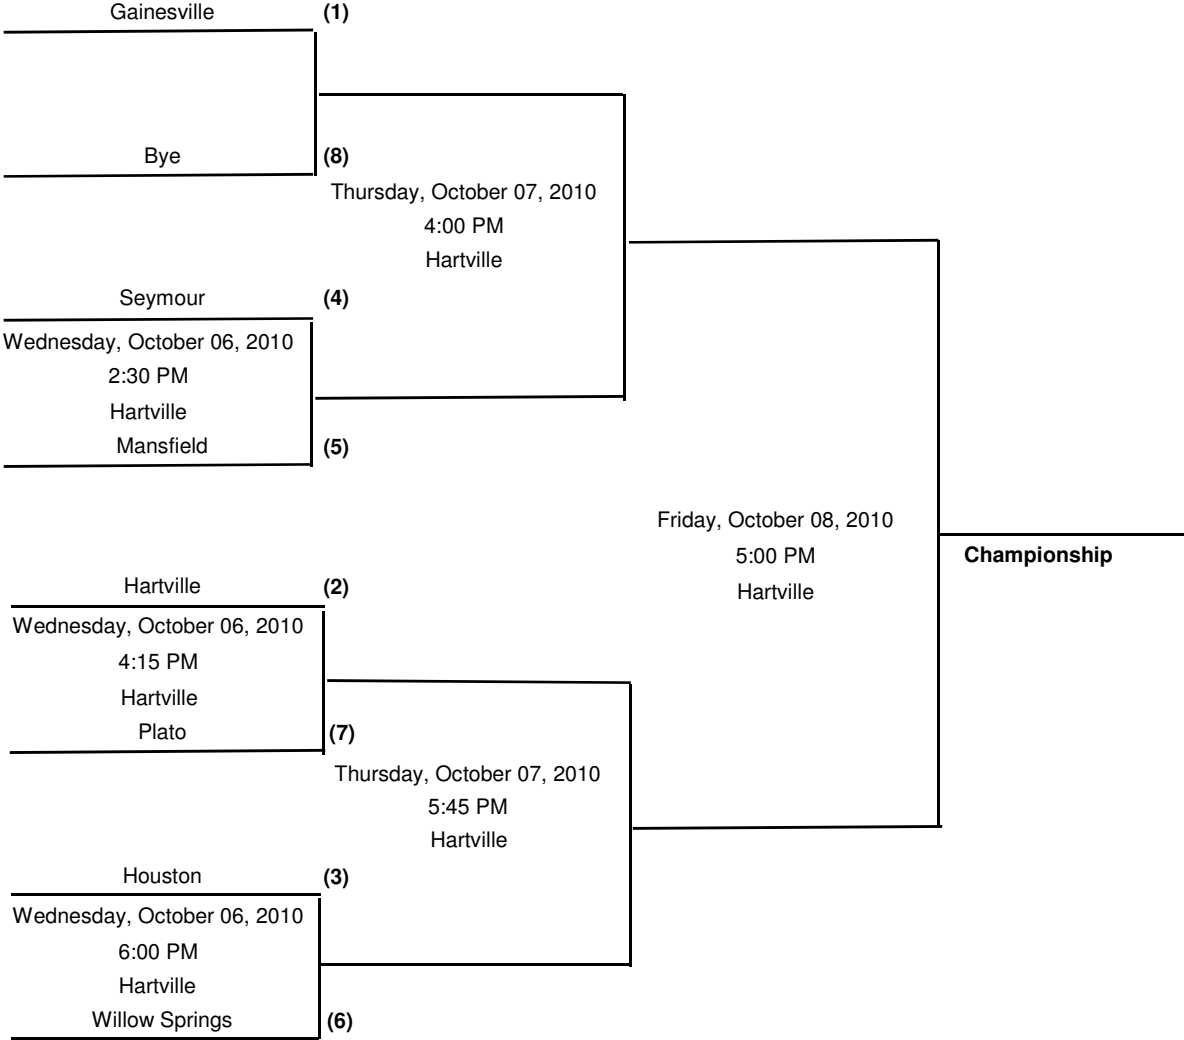 Gainesville (1)
Bye (8)
Thursday, October 07, 2010
4:00 PM
Hartville
Seymour (4)
Wednesday, October 06, 2010
2:30 PM
Hartville
Mansfield (5)
Friday, October 08, 2010
5:00 PM
Hartville
Championship
Hartville (2)
Wednesday, October 06, 2010
4:15 PM
Hartville
Plato (7)
Thursday, October 07, 2010
5:45 PM
Hartville
Houston (3)
Wednesday, October 06, 2010
6:00 PM
Hartville
Willow Springs (6)